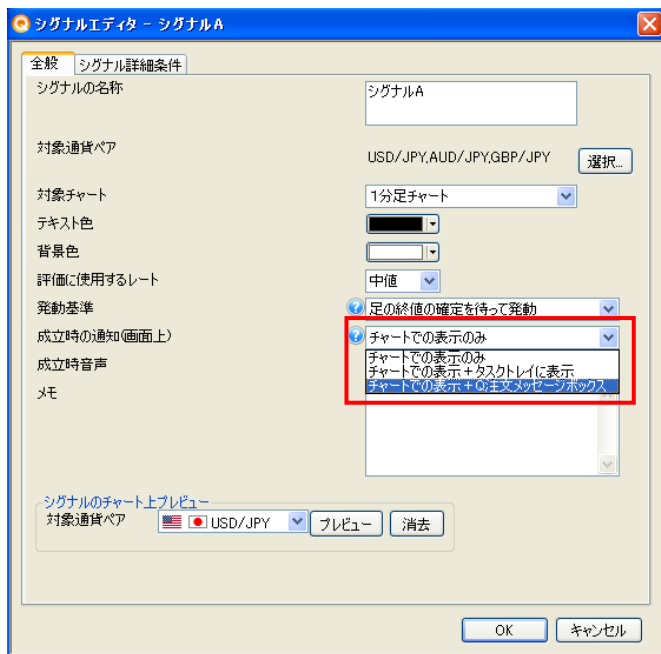 シグナルエディタ - シグナルA
全般 シグナル詳細条件
シグナルの名称 シグナルA
対象通貨ペア USD/JPY,AUD/JPY,GBP/JPY 選択...
対象チャート 1分足チャート
テキスト色
背景色
評価に使用するレート 中値
発動基準 ? 足の終値の確定を待って発動
成立時の通知(画面上) ? チャートでの表示のみ
成立時音声 チャートでの表示のみ
チャートでの表示+タスクトレイに表示
チャートでの表示+Qi注文メッセージボックス
メモ
シグナルのチャート上プレビュー
対象通貨ペア USD/JPY プレビュー 消去
OK キャンセル